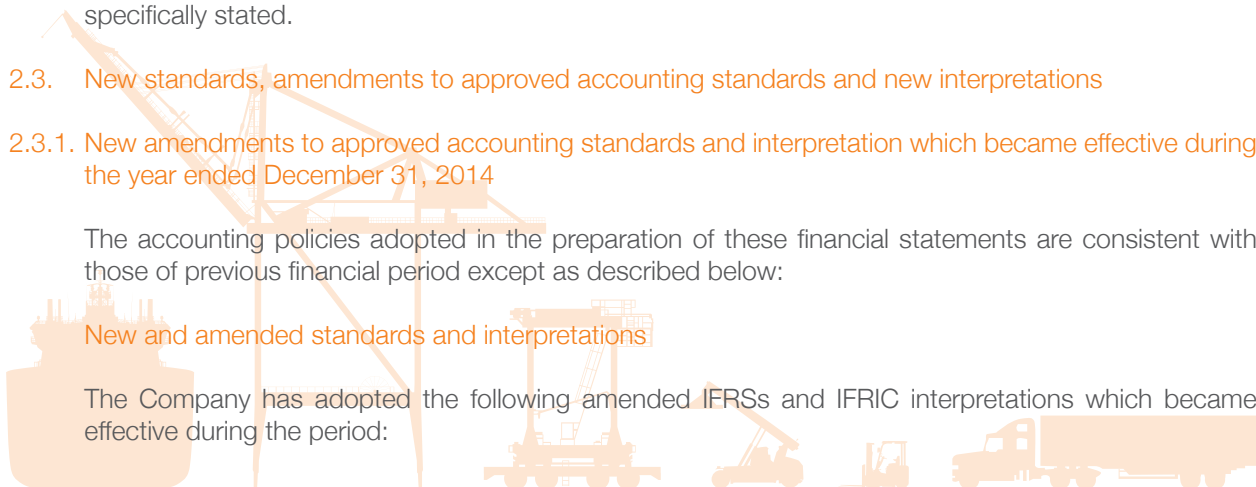 specifically stated.
2.3. New standards, amendments to approved accounting standards and new interpretations
2.3.1. New amendments to approved accounting standards and interpretation which became effective during
the year ended December 31, 2014
The accounting policies adopted in the preparation of these financial statements are consistent with
those of previous financial period except as described below:
New and amended standards and interpretations
The Company has adopted the following amended IFRSs and IFRIC interpretations which became
effective during the period: